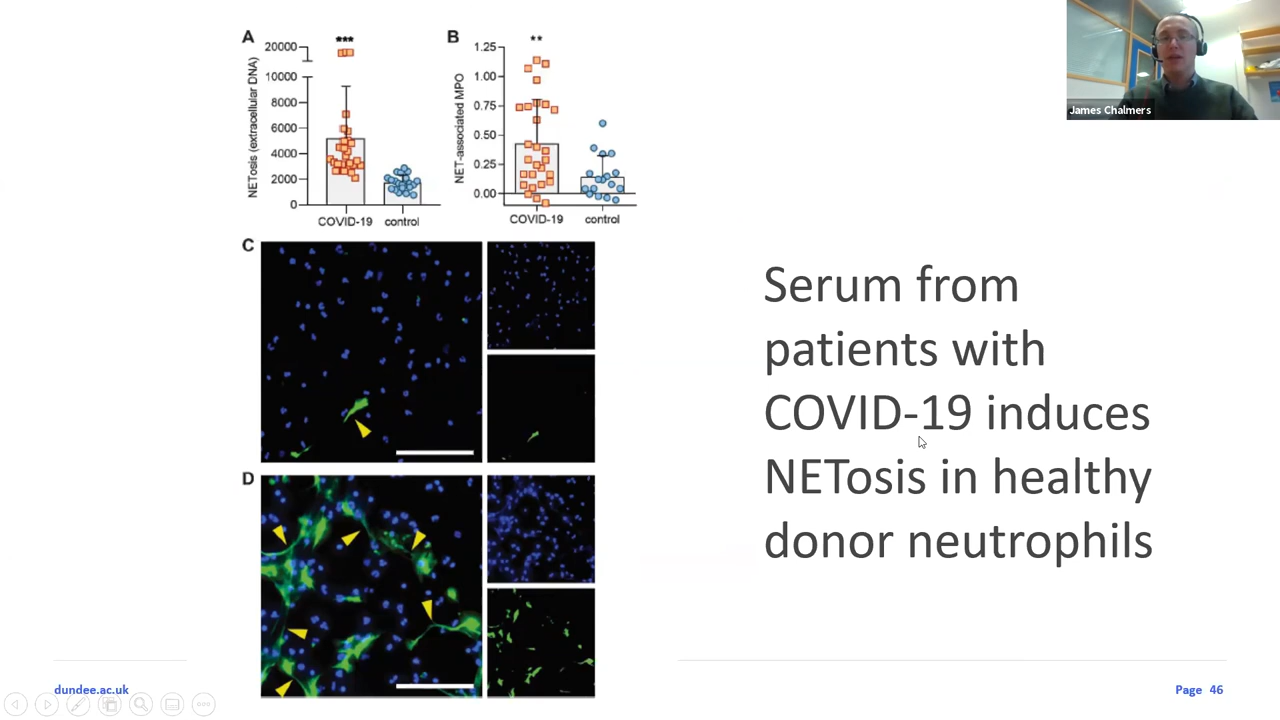 A
***
20000
10000
8000
6000
4000
2000
0
NETosis (extracellular DNA)
COVID-19
control
B
**
1.25
1.00
0.75
0.50
0.25
0.00
NET-associated MPO
COVID-19
control
James Chalmers
C
D
Serum from
patients with
COVID-19 induces
NETosis in healthy
donor neutrophils
dundee.ac.uk
Page 46